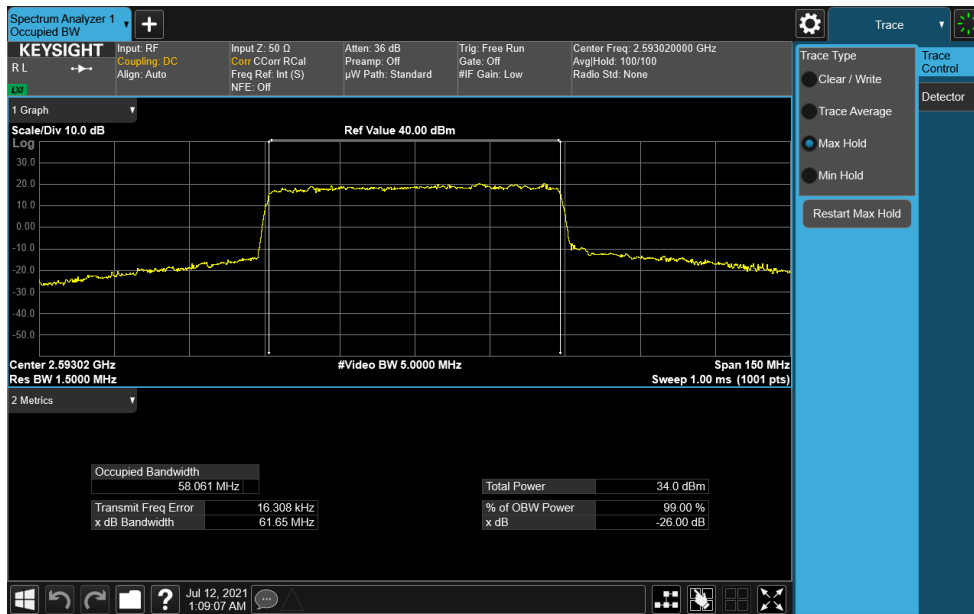 Spectrum Analyzer 1
Occupied BW
Trace
KEYSIGHT
R L
LXI
Input: RF
Coupling: DC
Align: Auto
Input Z: 50 Ω
Corr CCorr RCal
Freq Ref: Int (S)
NFE: Off
Atten: 36 dB
Preamp: Off
µW Path: Standard
Trig: Free Run
Gate: Off
#IF Gain: Low
Center Freq: 2.593020000 GHz
Avg|Hold: 100/100
Radio Std: None
Trace Type
Clear / Write
Trace Average
Max Hold
Min Hold
Restart Max Hold
Trace
Control
Detector
1 Graph
Scale/Div 10.0 dB
Ref Value 40.00 dBm
Log
30.0
20.0
10.0
0.00
-10.0
-20.0
-30.0
-40.0
-50.0
Center 2.59302 GHz
#Video BW 5.0000 MHz
Span 150 MHz
Res BW 1.5000 MHz
Sweep 1.00 ms (1001 pts)
2 Metrics
Occupied Bandwidth
58.061 MHz
Total Power 34.0 dBm
Transmit Freq Error 16.308 kHz
% of OBW Power 99.00 %
x dB Bandwidth 61.65 MHz
x dB -26.00 dB
?
Jul 12, 2021
1:09:07 AM